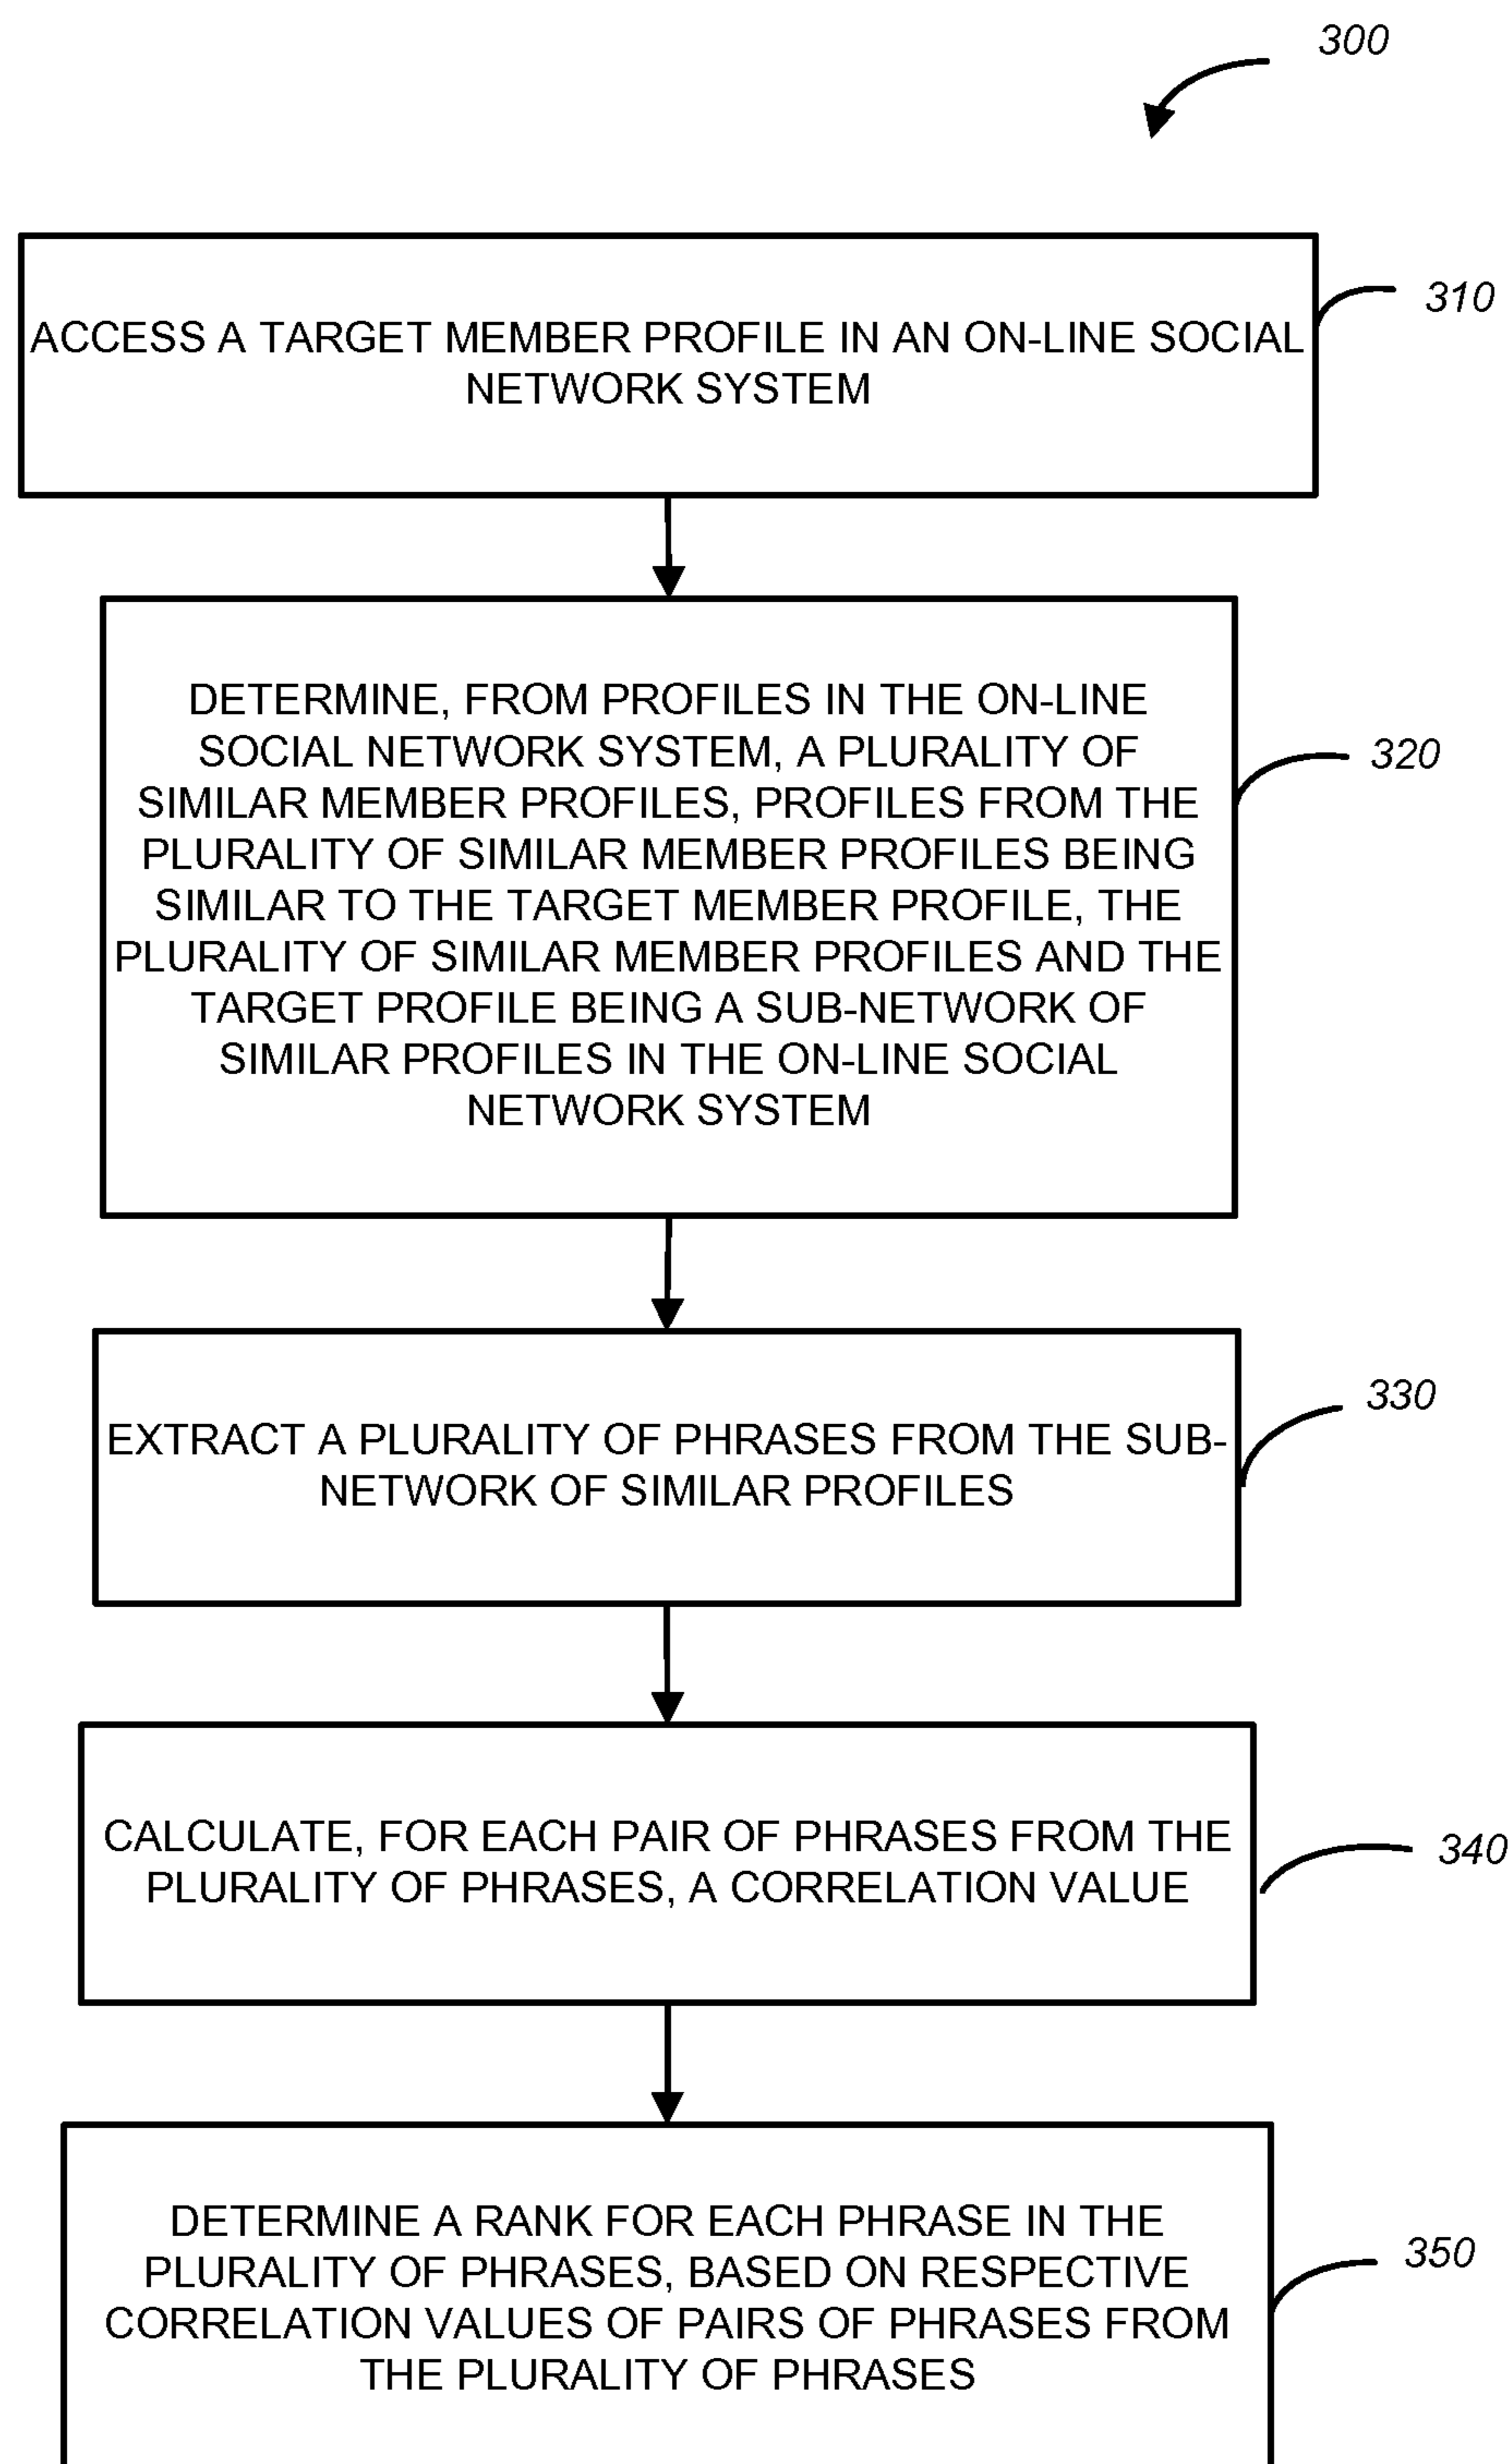 300
310
ACCESS A TARGET MEMBER PROFILE IN AN ON-LINE SOCIAL
NETWORK SYSTEM
320
DETERMINE, FROM PROFILES IN THE ON-LINE
SOCIAL NETWORK SYSTEM, A PLURALITY OF
SIMILAR MEMBER PROFILES, PROFILES FROM THE
PLURALITY OF SIMILAR MEMBER PROFILES BEING
SIMILAR TO THE TARGET MEMBER PROFILE, THE
PLURALITY OF SIMILAR MEMBER PROFILES AND THE
TARGET PROFILE BEING A SUB-NETWORK OF
SIMILAR PROFILES IN THE ON-LINE SOCIAL
NETWORK SYSTEM
330
EXTRACT A PLURALITY OF PHRASES FROM THE SUB-
NETWORK OF SIMILAR PROFILES
340
CALCULATE, FOR EACH PAIR OF PHRASES FROM THE
PLURALITY OF PHRASES, A CORRELATION VALUE
350
DETERMINE A RANK FOR EACH PHRASE IN THE
PLURALITY OF PHRASES, BASED ON RESPECTIVE
CORRELATION VALUES OF PAIRS OF PHRASES FROM
THE PLURALITY OF PHRASES